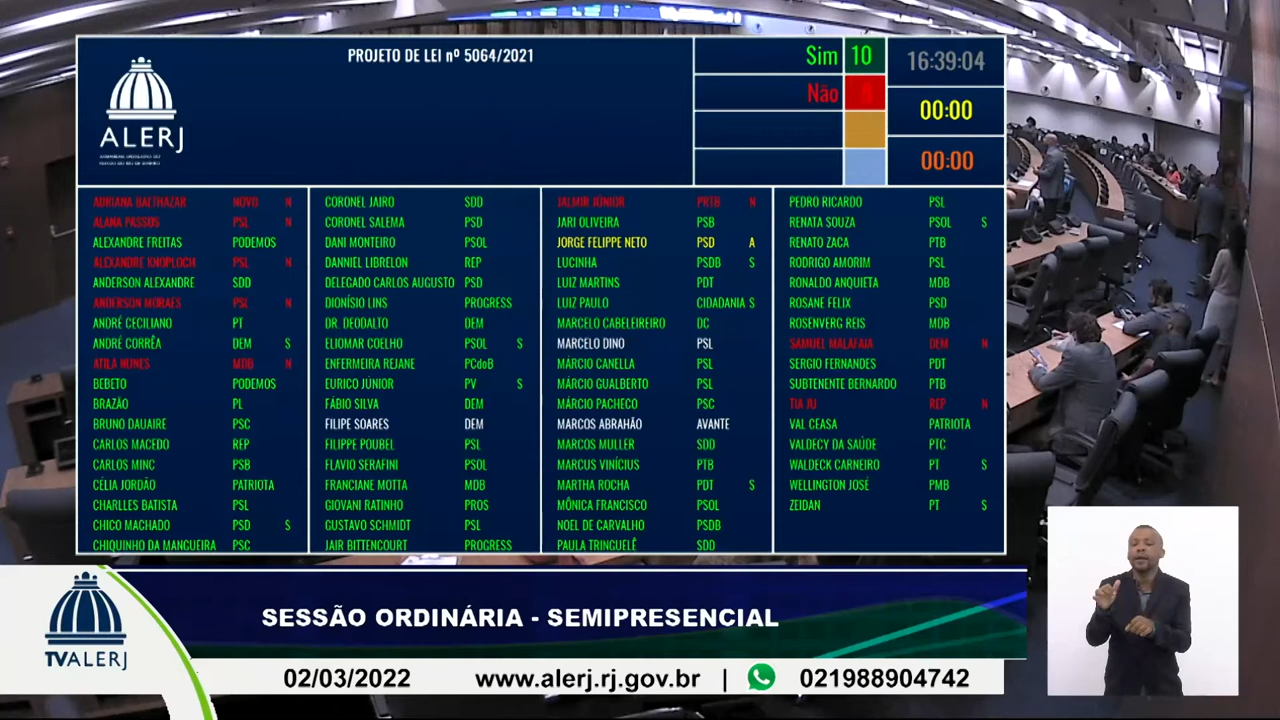 PROJETO DE LEI nº 5064/2021
ALERJ
Sim 10
Não
16:39:04
00:00
00:00
ADRIANA BALTHAZAR NOVO N
ALANA PASSOS PSL N
ALEXANDRE FREITAS PODEMOS
ALEXANDRE KNOPLOCH PSL N
ANDERSON ALEXANDRE SDD
ANDERSON MORAES PSL N
ANDRÉ CECILIANO PT
ANDRÉ CORRÊA DEM S
ATILA NUNES MDB N
BEBETO PODEMOS
BRAZÃO PL
BRUNO DAUAIRE PSC
CARLOS MACEDO REP
CARLOS MINC PSB
CÉLIA JORDÃO PATRIOTA
CHARLLES BATISTA PSL
CHICO MACHADO PSD S
CHIQUINHO DA MANGUEIRA PSC
CORONEL JAIRO SDD
CORONEL SALEMA PSD
DANI MONTEIRO PSOL
DANNIEL LIBRELON REP
DELEGADO CARLOS AUGUSTO PSD
DIONÍSIO LINS PROGRESS
DR. DEODALTO DEM
ELIOMAR COELHO PSOL S
ENFERMEIRA REJANE PCdoB
EURICO JÚNIOR PV S
FÁBIO SILVA DEM
FILIPE SOARES DEM
FILIPPE POUBEL PSL
FLAVIO SERAFINI PSOL
FRANCIANE MOTTA MDB
GIOVANI RATINHO PROS
GUSTAVO SCHMIDT PSL
JAIR BITTENCOURT PROGRESS
JALMIR JÚNIOR PRTB N
JARI OLIVEIRA PSB
JORGE FELIPPE NETO PSD A
LUCINHA PSDB S
LUIZ MARTINS PDT
LUIZ PAULO CIDADANIA S
MARCELO CABELEIREIRO DC
MARCELO DINO PSL
MÁRCIO CANELLA PSL
MÁRCIO GUALBERTO PSL
MÁRCIO PACHECO PSC
MARCOS ABRAHÃO AVANTE
MARCOS MULLER SDD
MARCUS VINÍCIUS PTB
MARTHA ROCHA PDT S
MÔNICA FRANCISCO PSOL
NOEL DE CARVALHO PSDB
PAULA TRINGUELÊ SDD
PEDRO RICARDO PSL
RENATA SOUZA PSOL S
RENATO ZACA PTB
RODRIGO AMORIM PSL
RONALDO ANQUIETA MDB
ROSANE FELIX PSD
ROSENVERG REIS MDB
SAMUEL MALAFAIA DEM N
SERGIO FERNANDES PDT
SUBTENENTE BERNARDO PTB
TIA JU REP N
VAL CEASA PATRIOTA
VALDECY DA SAÚDE PTC
WALDECK CARNEIRO PT S
WELLINGTON JOSÉ PMB
ZEIDAN PT S
SESSÃO ORDINÁRIA - SEMIPRESENCIAL
TVALERJ
02/03/2022 www.alerj.rj.gov.br | 021988904742